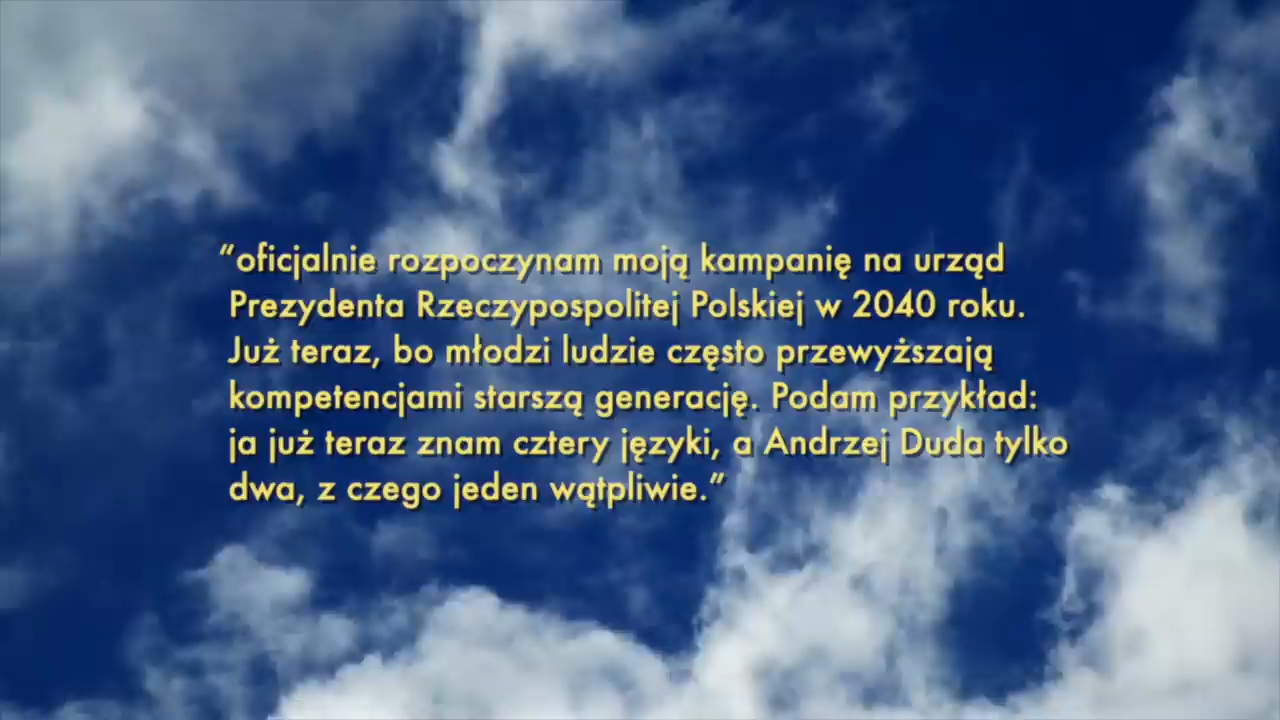 “oficjalnie rozpoczynam moją kampanię na urząd
Prezydenta Rzeczypospolitej Polskiej w 2040 roku.
Już teraz, bo młodzi ludzie często przewyższają
kompetencjami starszą generację. Podam przykład:
ja już teraz znam cztery języki, a Andrzej Duda tylko
dwa, z czego jeden wątpliwie.”